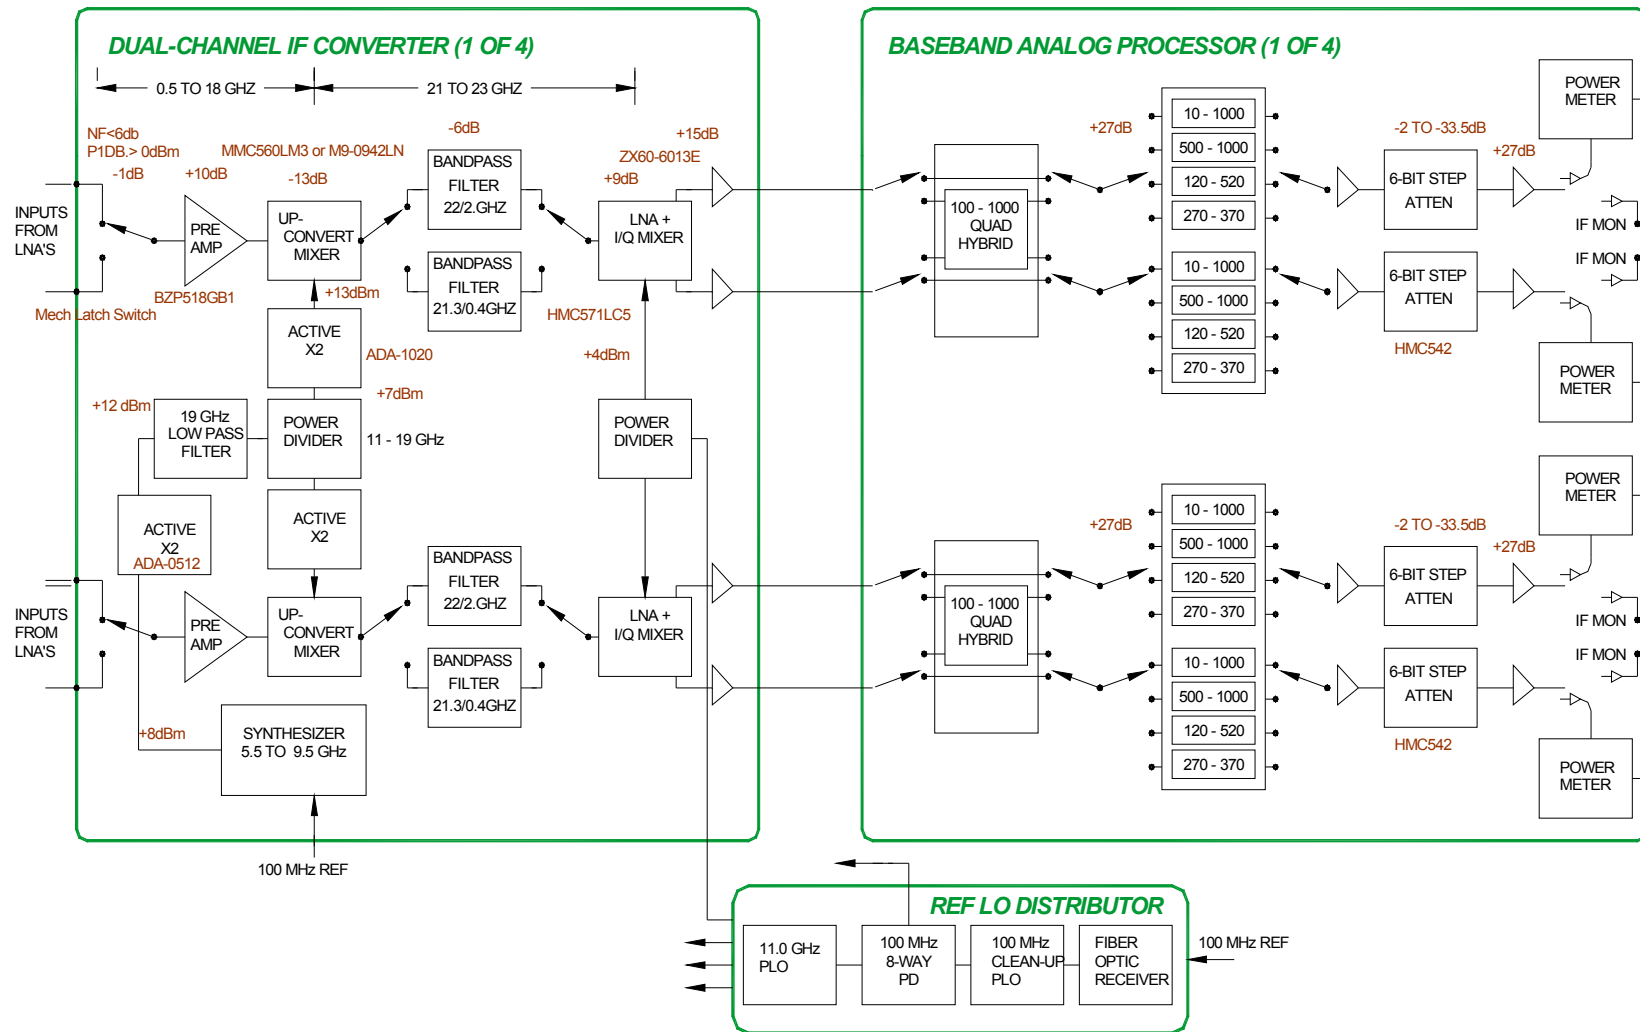 DUAL-CHANNEL IF CONVERTER (1 OF 4)
0.5 TO 18 GHZ
21 TO 23 GHZ
NF<6db
P1DB.> 0dBm
-1dB
+10dB
MMC560LM3 or M9-0942LN
-13dB
-6dB
+15dB
ZX60-6013E
+9dB
INPUTS
FROM
LNA'S
PRE
AMP
UP-
CONVERT
MIXER
BANDPASS
FILTER
22/2.GHZ
LNA +
I/Q MIXER
BANDPASS
FILTER
21.3/0.4GHZ
Mech Latch Switch
BZP518GB1
+13dBm
HMC571LC5
ACTIVE
X2
ADA-1020
+4dBm
+7dBm
+12 dBm
19 GHz
LOW PASS
FILTER
POWER
DIVIDER
11 - 19 GHz
POWER
DIVIDER
ACTIVE
X2
ADA-0512
ACTIVE
X2
INPUTS
FROM
LNA'S
PRE
AMP
UP-
CONVERT
MIXER
BANDPASS
FILTER
22/2.GHZ
LNA +
I/Q MIXER
BANDPASS
FILTER
21.3/0.4GHZ
+8dBm
SYNTHESIZER
5.5 TO 9.5 GHz
100 MHz REF
BASEBAND ANALOG PROCESSOR (1 OF 4)
+27dB
100 - 1000
QUAD
HYBRID
10 - 1000
500 - 1000
120 - 520
270 - 370
10 - 1000
500 - 1000
120 - 520
270 - 370
-2 TO -33.5dB
+27dB
6-BIT STEP
ATTEN
6-BIT STEP
ATTEN
HMC542
POWER
METER
IF MON
IF MON
POWER
METER
+27dB
100 - 1000
QUAD
HYBRID
10 - 1000
500 - 1000
120 - 520
270 - 370
10 - 1000
500 - 1000
120 - 520
270 - 370
-2 TO -33.5dB
+27dB
6-BIT STEP
ATTEN
6-BIT STEP
ATTEN
HMC542
POWER
METER
IF MON
IF MON
POWER
METER
REF LO DISTRIBUTOR
11.0 GHz
PLO
100 MHz
8-WAY
PD
100 MHz
CLEAN-UP
PLO
FIBER
OPTIC
RECEIVER
100 MHz REF